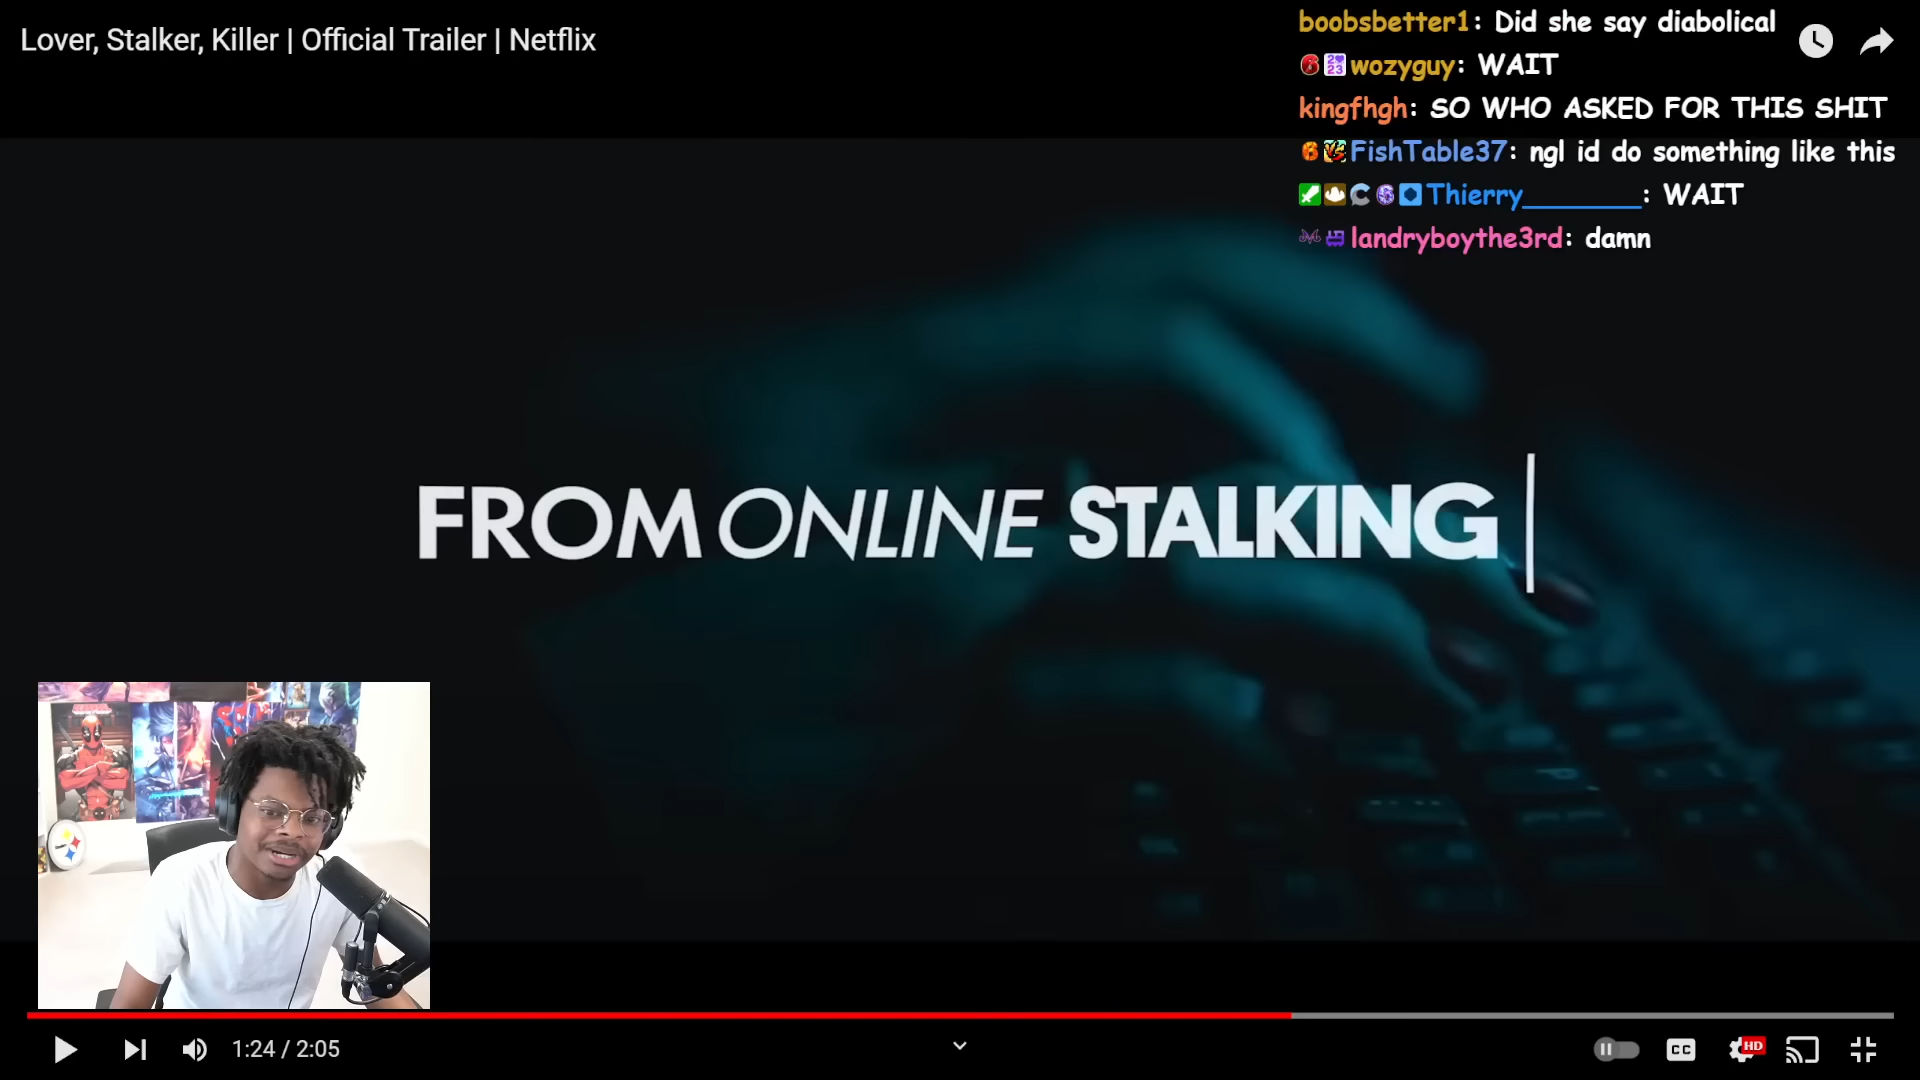 Lover, Stalker, Killer | Official Trailer | Netflix
boobsbetter1: Did she say diabolical
wozyguy: WAIT
kingfhgh: SO WHO ASKED FOR THIS SHIT
FishTable37: ngl id do something like this
Thierry________: WAIT
landryboythe3rd: damn
FROM ONLINE STALKING
1:24 / 2:05
CC
HD